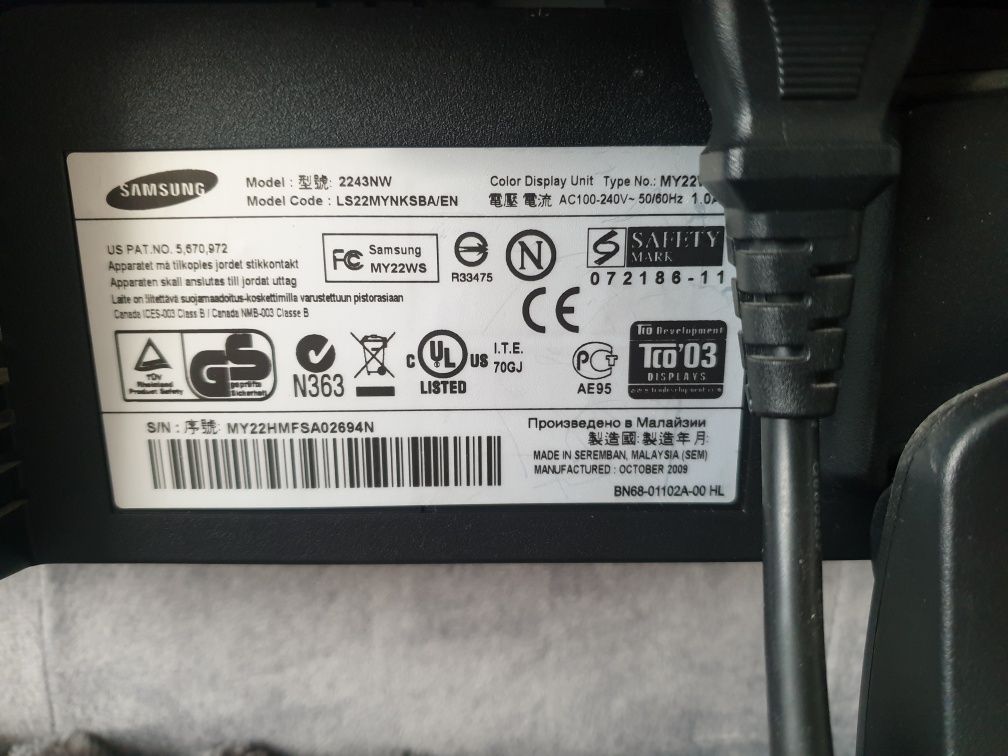 SAMSUNG
Model : 型號: 2243NW
Model Code : LS22MYNKSBA/EN
Color Display Unit Type No.: MY22
電壓 電流 AC100-240V~ 50/60Hz 1.0A
US PAT.NO. 5,670,972
Apparatet må tilkoples jordet stikkontakt
Apparaten skall anslutas till jordat uttag
Laite on liitettävä suojamaadoitus-koskettimilla varustettuun pistorasiaan
Canada ICES-003 Class B / Canada NMB-003 Classe B
FC Samsung
MY22WS
R33475
N
S SAFETY
MARK
072186-11
CE
TÜV
Rheinland
Product Safety
GS
geprüfte
Sicherheit
N363
C UL US
LISTED
I.T.E.
70GJ
PCT
AE95
Tco Development
TCO'03
DISPLAYS
www.tcodevelopment.com
S/N : 序號: MY22HMFSA02694N
Произведено в Малайзии
製造國: 製造年月:
MADE IN SEREMBAN, MALAYSIA (SEM)
MANUFACTURED : OCTOBER 2009
BN68-01102A-00 HL